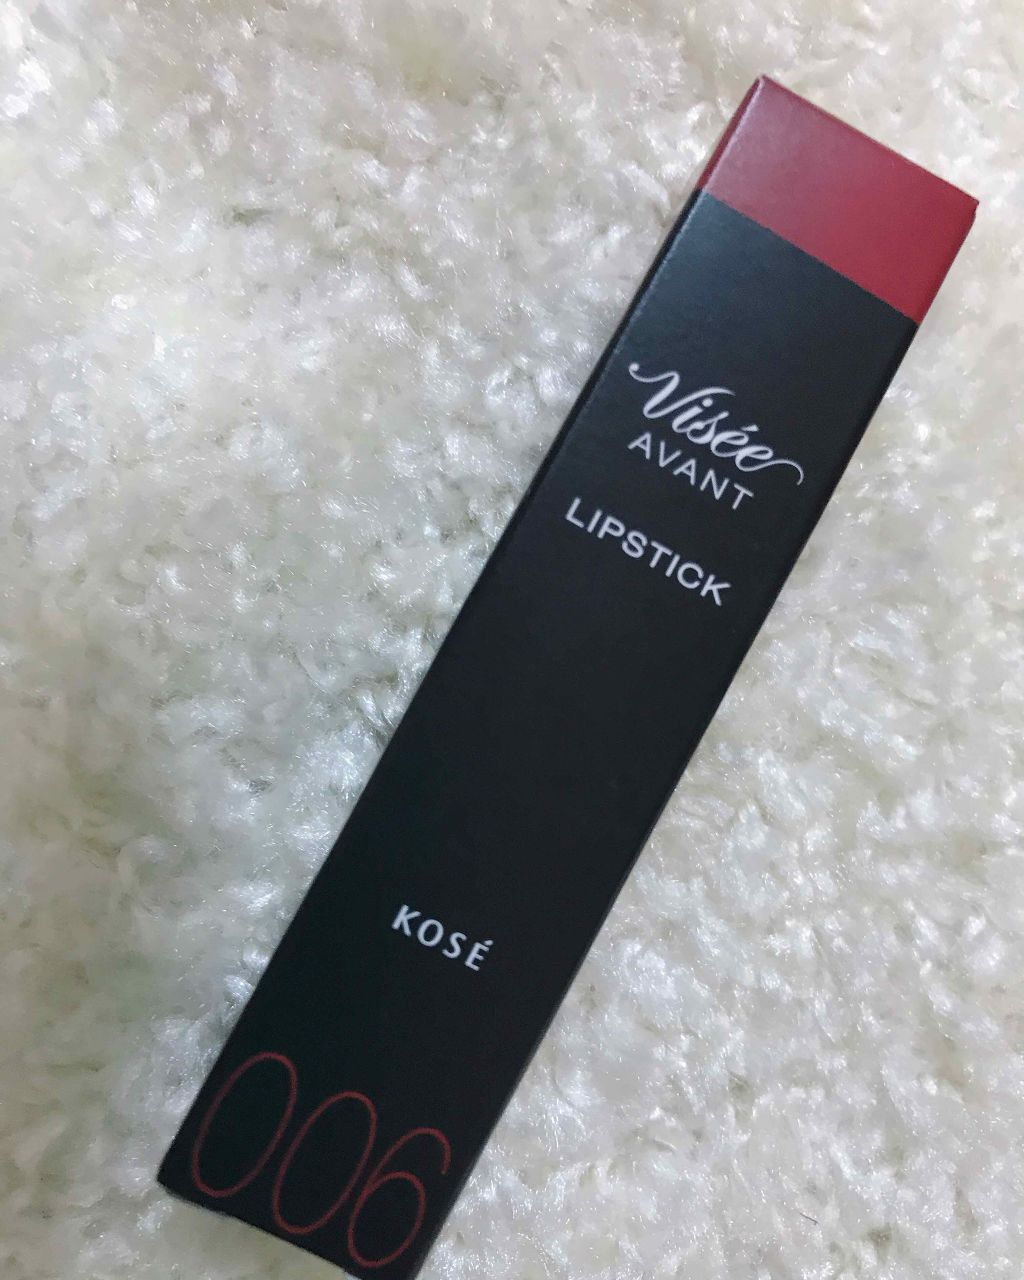 Visée
AVANT
LIPSTICK
KOSÉ
006